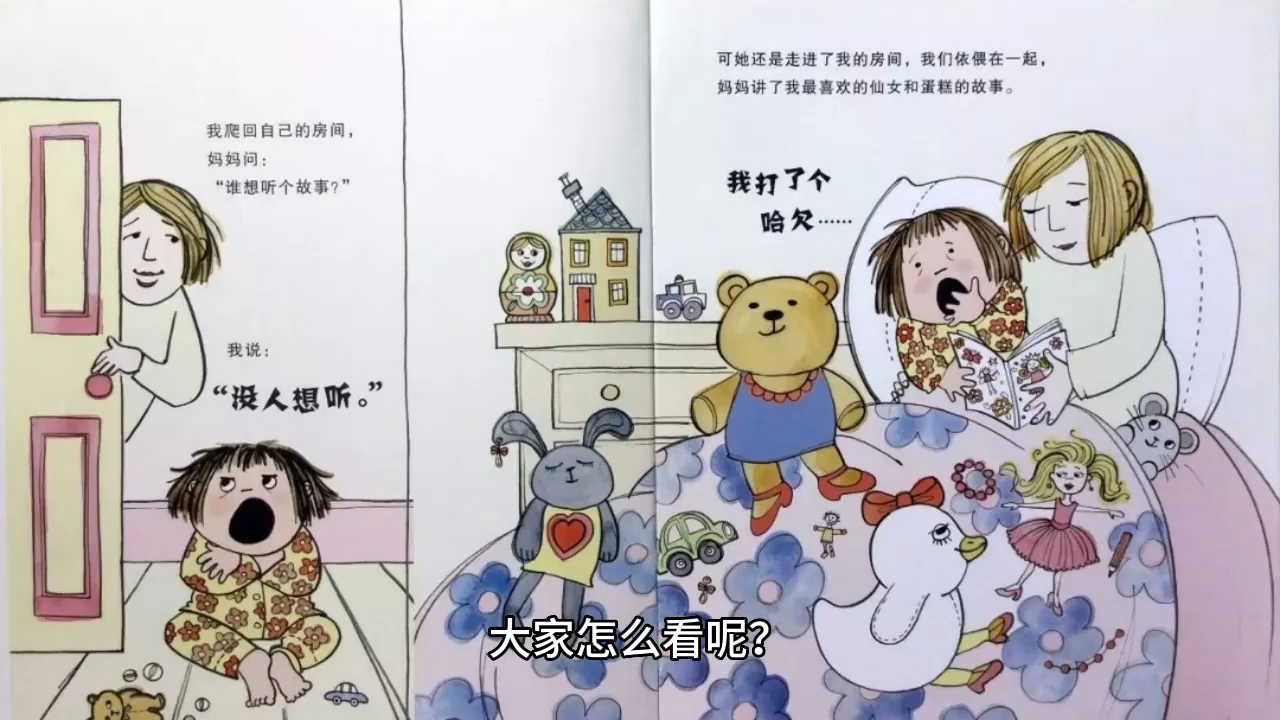 我爬回自己的房间，
妈妈问：
“谁想听个故事？”
我说：
“没人想听。”
可她还是走进了我的房间，我们依偎在一起，
妈妈讲了我最喜欢的仙女和蛋糕的故事。
我打了个
哈欠……
大家怎么看呢?